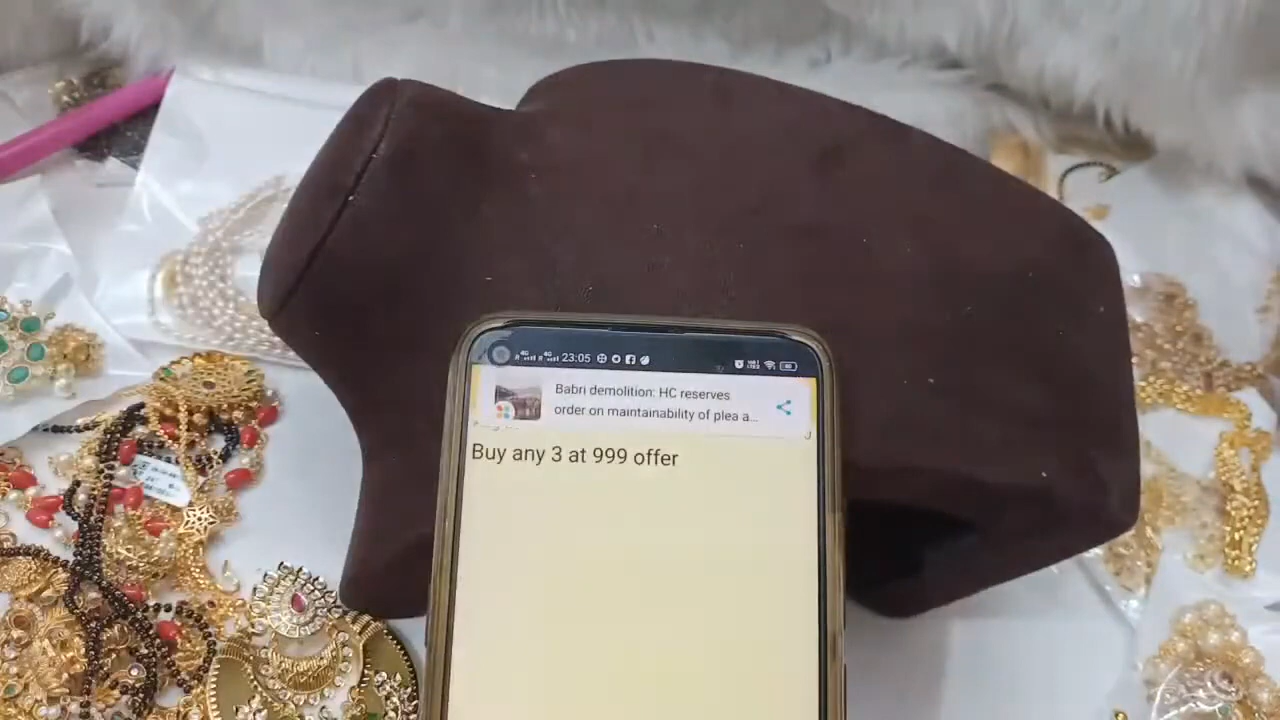 23:05
Babri demolition: HC reserves
order on maintainability of plea a...
Buy any 3 at 999 offer